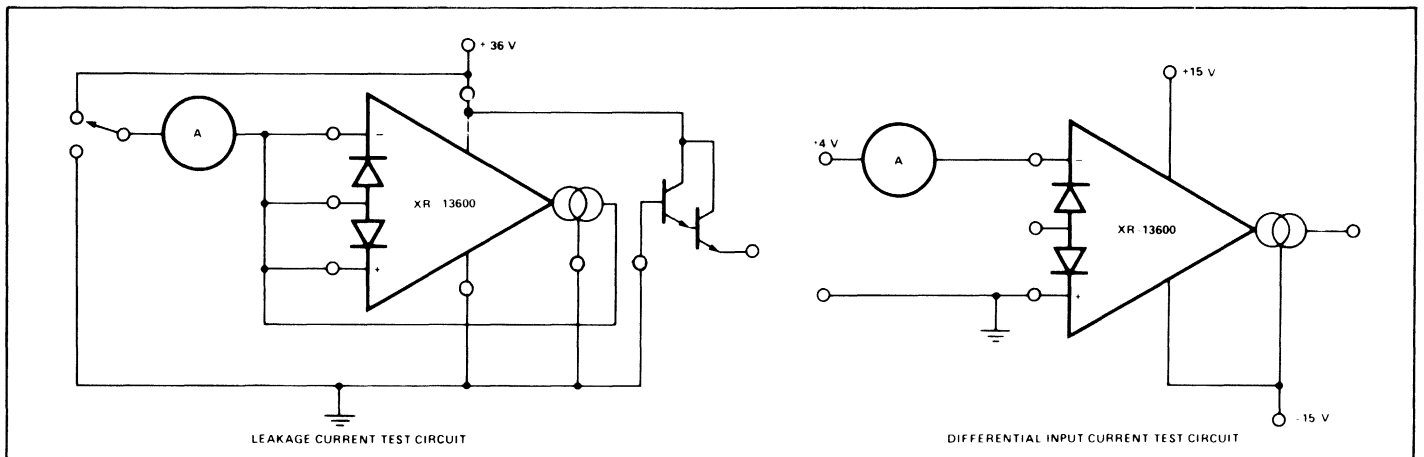 + 36 V
A
−
XR 13600
+
LEAKAGE CURRENT TEST CIRCUIT
+15 V
+4 V
A
−
XR-13600
+
-15 V
DIFFERENTIAL INPUT CURRENT TEST CIRCUIT